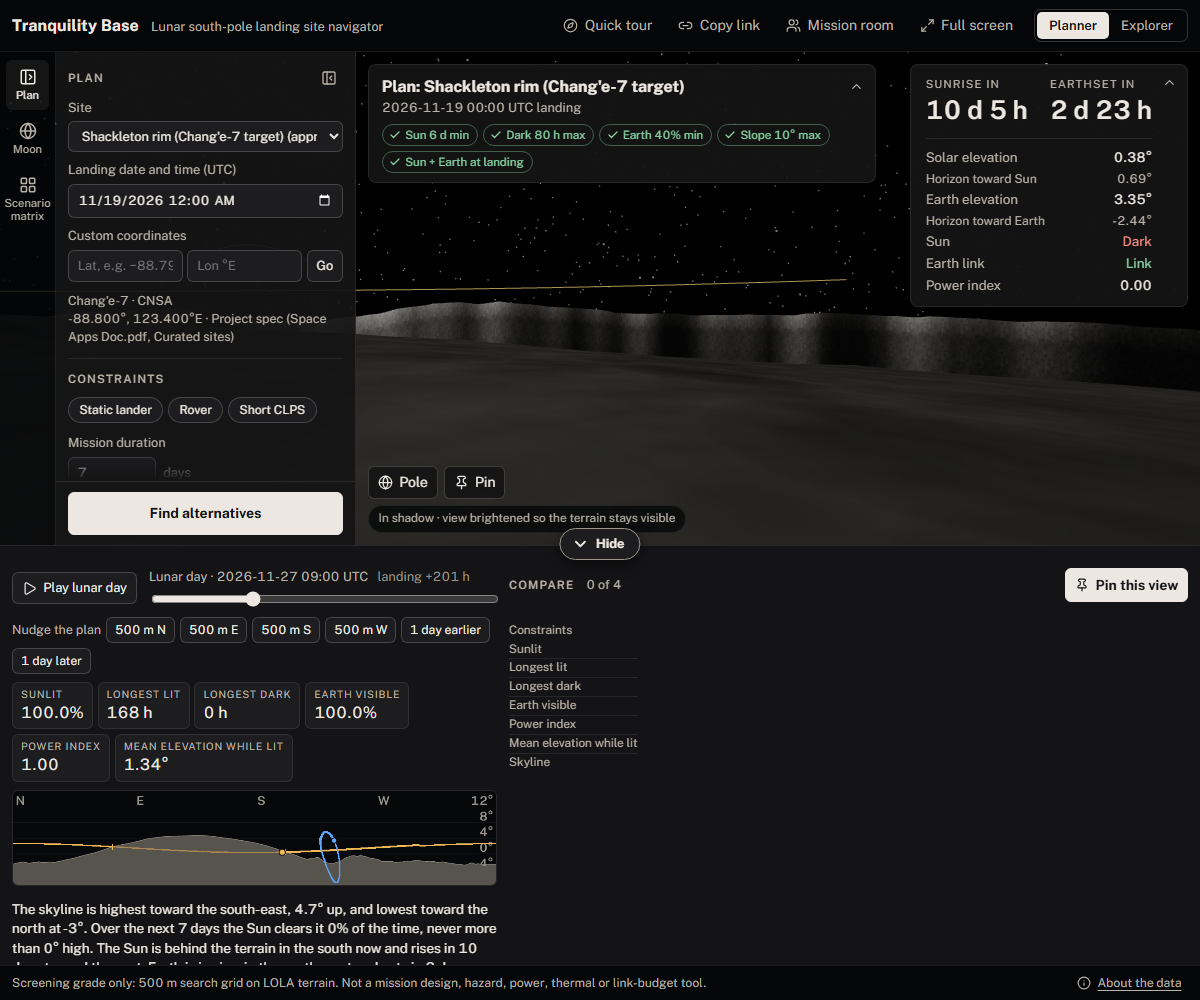 Tranquility Base Lunar south-pole landing site navigator
Quick tour
Copy link
Mission room
Full screen
Planner
Explorer
Plan
Moon
Scenario
matrix
PLAN
Site
Shackleton rim (Chang'e-7 target) (appr
Landing date and time (UTC)
11/19/2026 12:00 AM
Custom coordinates
Lat, e.g. −88.79
Lon °E
Go
Chang'e-7 · CNSA
-88.800°, 123.400°E · Project spec (Space
Apps Doc.pdf, Curated sites)
CONSTRAINTS
Static lander
Rover
Short CLPS
Mission duration
7 days
Find alternatives
Plan: Shackleton rim (Chang'e-7 target)
2026-11-19 00:00 UTC landing
Sun 6 d min
Dark 80 h max
Earth 40% min
Slope 10° max
Sun + Earth at landing
SUNRISE IN
10 d 5 h
EARTHSET IN
2 d 23 h
Solar elevation 0.38°
Horizon toward Sun 0.69°
Earth elevation 3.35°
Horizon toward Earth -2.44°
Sun Dark
Earth link Link
Power index 0.00
Pole
Pin
In shadow · view brightened so the terrain stays visible
Hide
Play lunar day
Lunar day · 2026-11-27 09:00 UTC landing +201 h
Nudge the plan
500 m N
500 m E
500 m S
500 m W
1 day earlier
1 day later
SUNLIT
100.0%
LONGEST LIT
168 h
LONGEST DARK
0 h
EARTH VISIBLE
100.0%
POWER INDEX
1.00
MEAN ELEVATION WHILE LIT
1.34°
N E S W 12°
8°
4°
0°
4°
The skyline is highest toward the south-east, 4.7° up, and lowest toward the
north at -3°. Over the next 7 days the Sun clears it 0% of the time, never more
than 0° high. The Sun is behind the terrain in the south now and rises in 10
COMPARE 0 of 4
Pin this view
Constraints
Sunlit
Longest lit
Longest dark
Earth visible
Power index
Mean elevation while lit
Skyline
Screening grade only: 500 m search grid on LOLA terrain. Not a mission design, hazard, power, thermal or link-budget tool.
About the data